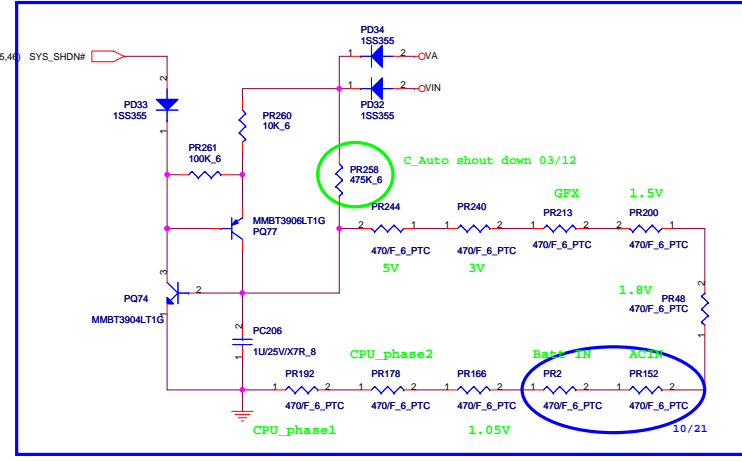 PD34
1SS355
5,46) SYS_SHDN#
1 2 VA
2
1 2 VIN
PD33
1SS355
PD32
1SS355
PR260
10K_6
1
PR261
100K_6
C_Auto shout down 03/12
PR258
475K_6
GFX 1.5V
PR244 PR240 PR213 PR200
MMBT3906LT1G
PQ77
1 2 1 2 2 1
470/F_6_PTC 470/F_6_PTC 470/F_6_PTC 470/F_6_PTC
5V 3V
3
2
2
1.8V
PR48
470/F_6_PTC
PQ74
1
MMBT3904LT1G
2
PC206
1U/25V/X7R_8
1
1
CPU_phase2 Batt IN ACIN
PR192 PR178 PR166 PR2 PR152
1 2 1 2 1 2 1 2 1 2
470/F_6_PTC 470/F_6_PTC 470/F_6_PTC 470/F_6_PTC 470/F_6_PTC
CPU_phase1 1.05V 10/21